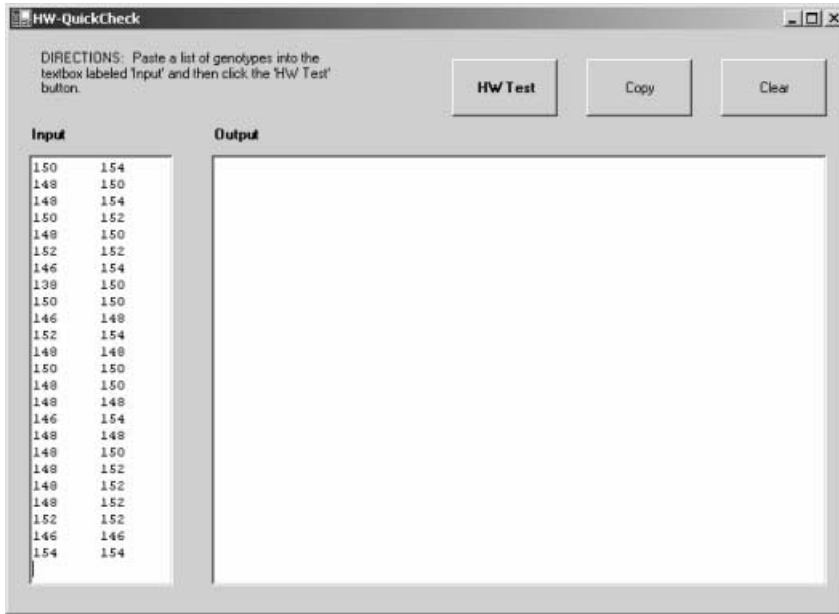 HW-QuickCheck
DIRECTIONS: Paste a list of genotypes into the
textbox labeled 'Input' and then click the 'HW Test'
button.
HW Test
Copy
Clear
Input
Output
150 154
148 150
148 154
150 152
148 150
152 152
146 154
138 150
150 150
146 148
152 154
148 148
150 150
148 150
148 148
146 154
148 148
148 150
148 152
148 152
148 152
152 152
146 146
154 154